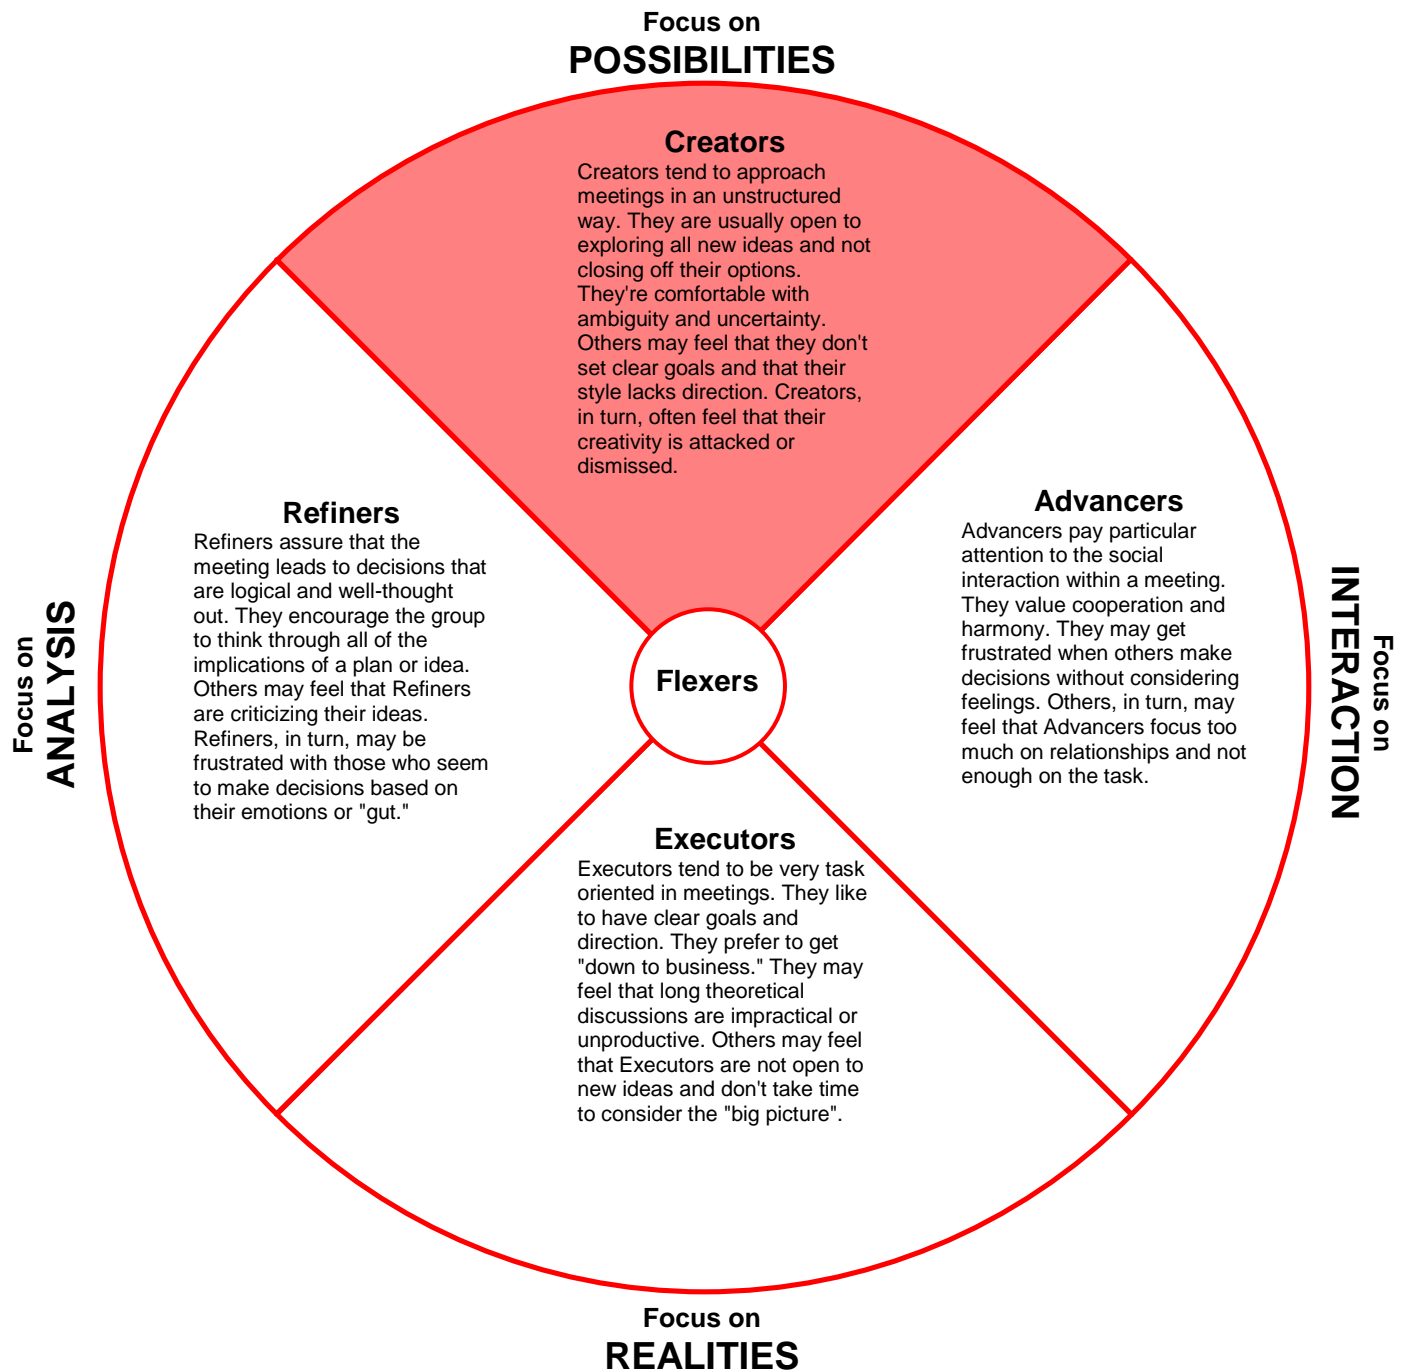 Focus on
POSSIBILITIES
Creators
Creators tend to approach
meetings in an unstructured
way. They are usually open to
exploring all new ideas and not
closing off their options.
They're comfortable with
ambiguity and uncertainty.
Others may feel that they don't
set clear goals and that their
style lacks direction. Creators,
in turn, often feel that their
creativity is attacked or
dismissed.
Focus on
ANALYSIS
Refiners
Refiners assure that the
meeting leads to decisions that
are logical and well-thought
out. They encourage the group
to think through all of the
implications of a plan or idea.
Others may feel that Refiners
are criticizing their ideas.
Refiners, in turn, may be
frustrated with those who seem
to make decisions based on
their emotions or "gut."
Flexers
Advancers
Advancers pay particular
attention to the social
interaction within a meeting.
They value cooperation and
harmony. They may get
frustrated when others make
decisions without considering
feelings. Others, in turn, may
feel that Advancers focus too
much on relationships and not
enough on the task.
Focus on
INTERACTION
Executors
Executors tend to be very task
oriented in meetings. They like
to have clear goals and
direction. They prefer to get
"down to business." They may
feel that long theoretical
discussions are impractical or
unproductive. Others may feel
that Executors are not open to
new ideas and don't take time
to consider the "big picture".
Focus on
REALITIES